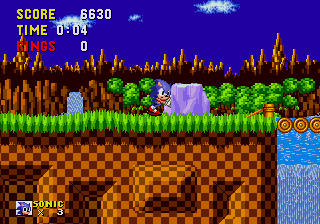 SCORE 6630
TIME 0:04
RINGS 0
SONIC
× 3